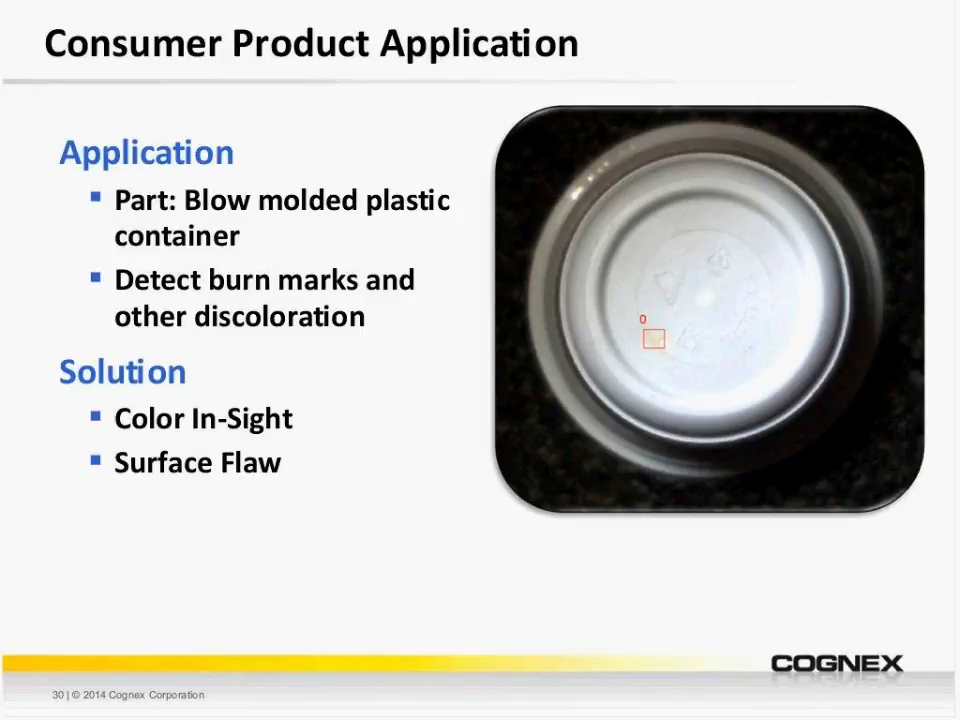 Consumer Product Application
Application
▪ Part: Blow molded plastic
container
▪ Detect burn marks and
other discoloration
Solution
▪ Color In-Sight
▪ Surface Flaw
0
COGNEX
30 | © 2014 Cognex Corporation